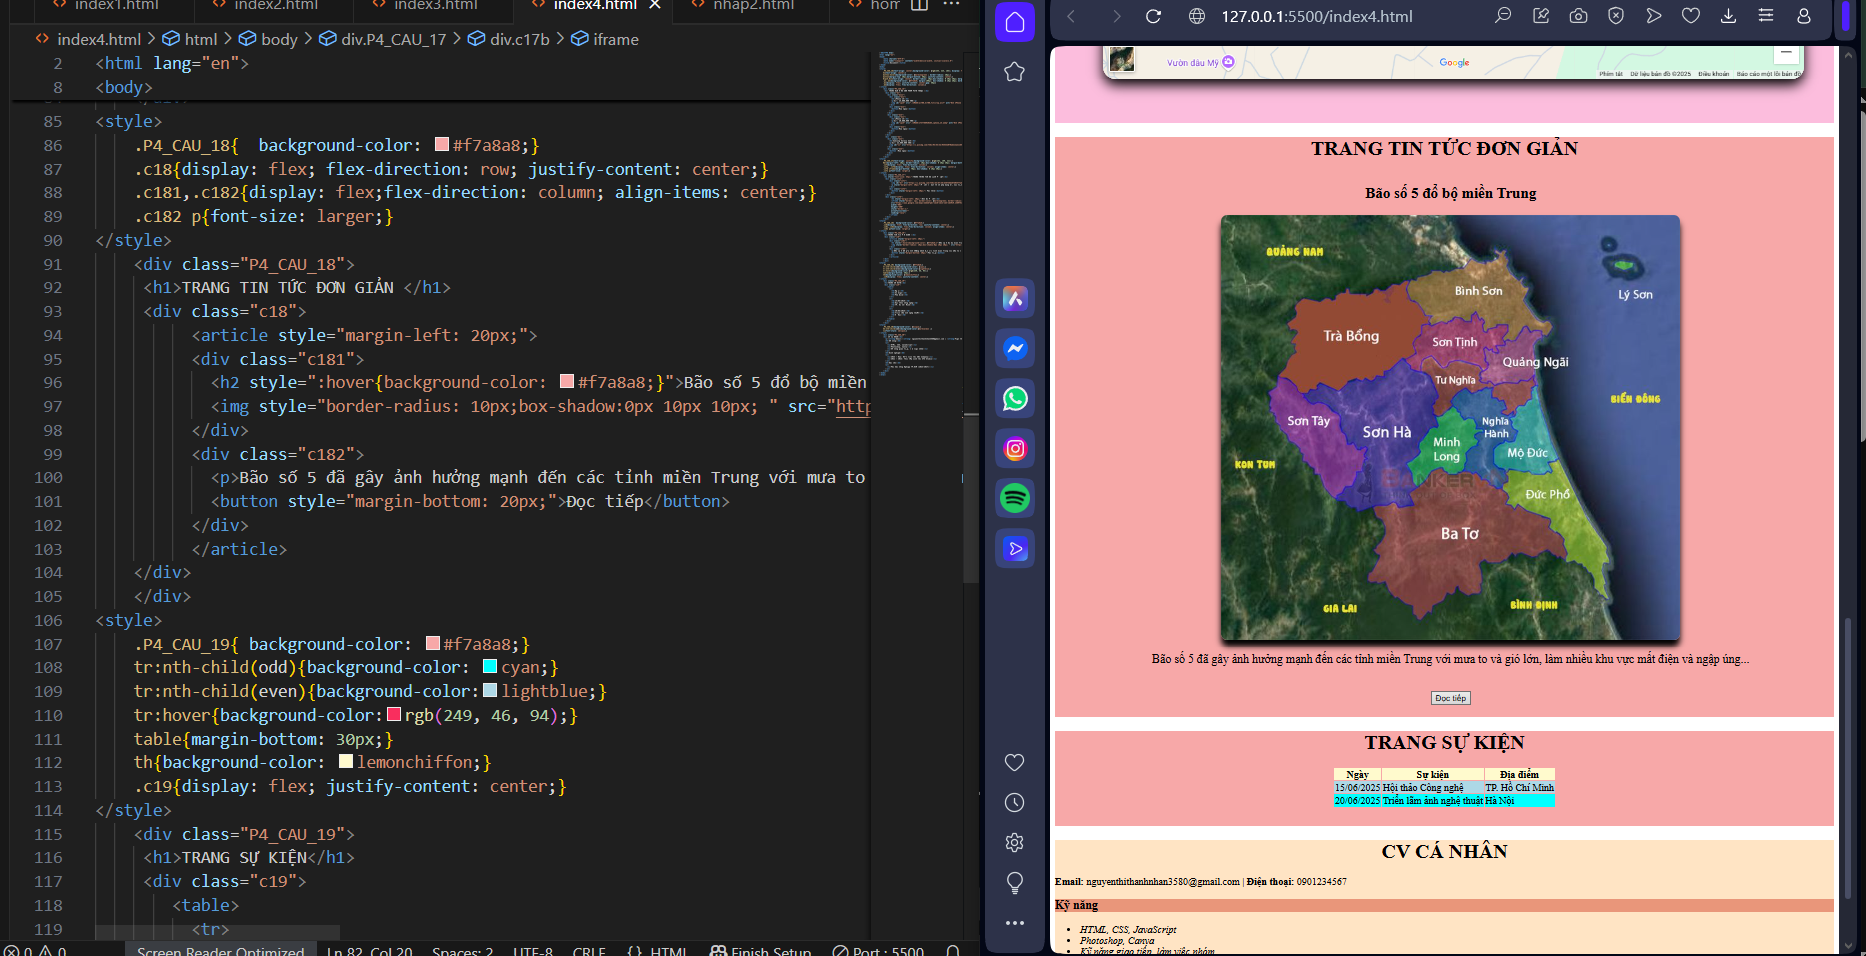 index1.html index2.html index3.html index4.html nhap2.html hom
index4.html > html > body > div.P4_CAU_17 > div.c17b > iframe
2 <html lang="en">
8 <body>
85 <style>
86 .P4_CAU_18{ background-color: #f7a8a8;}
87 .c18{display: flex; flex-direction: row; justify-content: center;}
88 .c181,.c182{display: flex;flex-direction: column; align-items: center;}
89 .c182 p{font-size: larger;}
90 </style>
91 <div class="P4_CAU_18">
92 <h1>TRANG TIN TỨC ĐƠN GIẢN </h1>
93 <div class="c18">
94 <article style="margin-left: 20px;">
95 <div class="c181">
96 <h2 style=":hover{background-color: #f7a8a8;}">Bão số 5 đổ bộ miền
97 <img style="border-radius: 10px;box-shadow:0px 10px 10px; " src="http
98 </div>
99 <div class="c182">
100 <p>Bão số 5 đã gây ảnh hưởng mạnh đến các tỉnh miền Trung với mưa to
101 <button style="margin-bottom: 20px;">Đọc tiếp</button>
102 </div>
103 </article>
104 </div>
105 </div>
106 <style>
107 .P4_CAU_19{ background-color: #f7a8a8;}
108 tr:nth-child(odd){background-color: cyan;}
109 tr:nth-child(even){background-color: lightblue;}
110 tr:hover{background-color: rgb(249, 46, 94);}
111 table{margin-bottom: 30px;}
112 th{background-color: lemonchiffon;}
113 .c19{display: flex; justify-content: center;}
114 </style>
115 <div class="P4_CAU_19">
116 <h1>TRANG SỰ KIỆN</h1>
117 <div class="c19">
118 <table>
119 <tr>
0 0 Screen Reader Optimized Ln 82, Col 20 Spaces: 2 UTF-8 CRLF {} HTML Finish Setup Port : 5500
127.0.0.1:5500/index4.html
Vườn dâu Mỹ Google
Phím tắt Dữ liệu bản đồ ©2025 Điều khoản Báo cáo một lỗi bản đồ
TRANG TIN TỨC ĐƠN GIẢN
Bão số 5 đổ bộ miền Trung
QUẢNG NAM
Bình Sơn
Lý Sơn
Trà Bồng
Sơn Tịnh
Quảng Ngãi
Tư Nghĩa
BIỂN ĐÔNG
Sơn Tây
Sơn Hà
Nghĩa
Hành
Minh
Long
Mộ Đức
KON TUM
Đức Phổ
Ba Tơ
GIA LAI
BÌNH ĐỊNH
Bão số 5 đã gây ảnh hưởng mạnh đến các tỉnh miền Trung với mưa to và gió lớn, làm nhiều khu vực mất điện và ngập úng...
Đọc tiếp
TRANG SỰ KIỆN
Ngày Sự kiện Địa điểm
15/06/2025 Hội thảo Công nghệ TP. Hồ Chí Minh
20/06/2025 Triển lãm ảnh nghệ thuật Hà Nội
CV CÁ NHÂN
Email: nguyenthithanhnhan3580@gmail.com | Điện thoại: 0901234567
Kỹ năng
HTML, CSS, JavaScript
Photoshop, Canva
Kỹ năng giao tiếp, làm việc nhóm